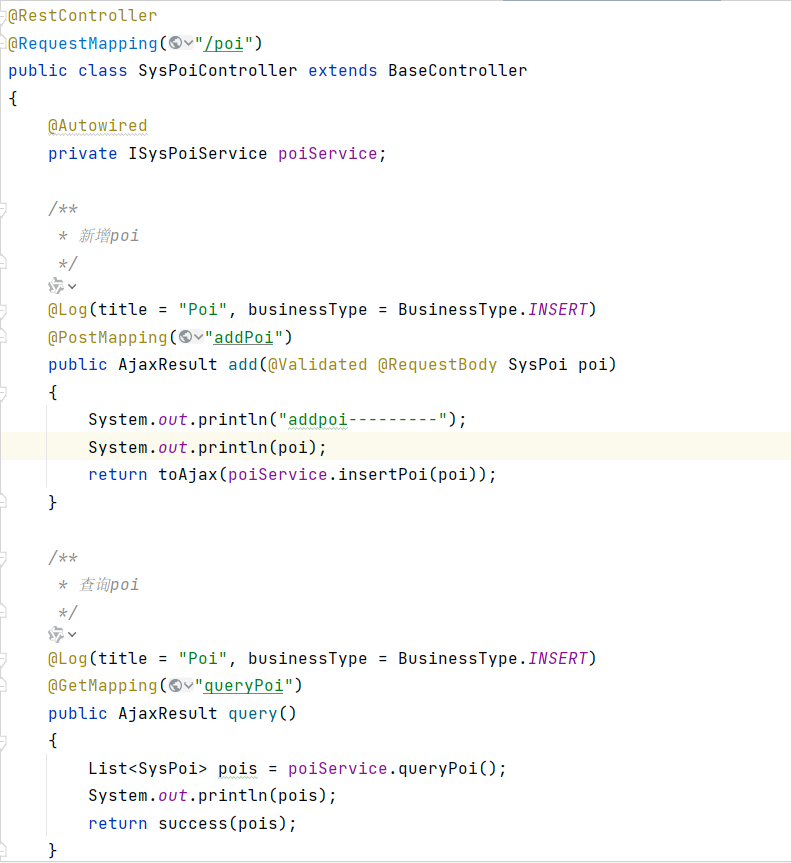 @RestController
@RequestMapping("/poi")
public class SysPoiController extends BaseController
{
    @Autowired
    private ISysPoiService poiService;

    /**
     * 新增poi
     */
    @Log(title = "Poi", businessType = BusinessType.INSERT)
    @PostMapping("addPoi")
    public AjaxResult add(@Validated @RequestBody SysPoi poi)
    {
        System.out.println("addpoi---------");
        System.out.println(poi);
        return toAjax(poiService.insertPoi(poi));
    }

    /**
     * 查询poi
     */
    @Log(title = "Poi", businessType = BusinessType.INSERT)
    @GetMapping("queryPoi")
    public AjaxResult query()
    {
        List<SysPoi> pois = poiService.queryPoi();
        System.out.println(pois);
        return success(pois);
    }